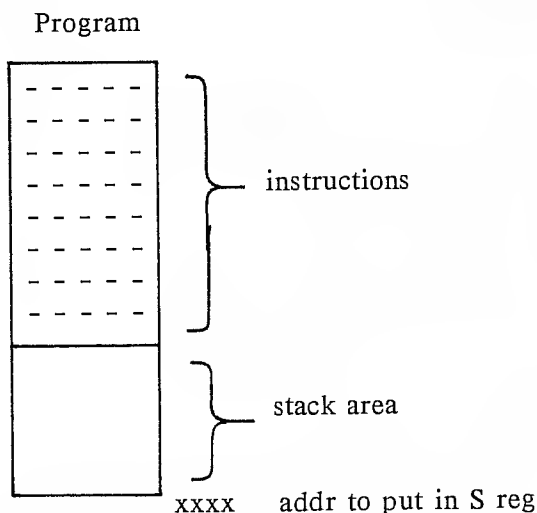 Program
instructions
stack area
xxxx addr to put in S reg